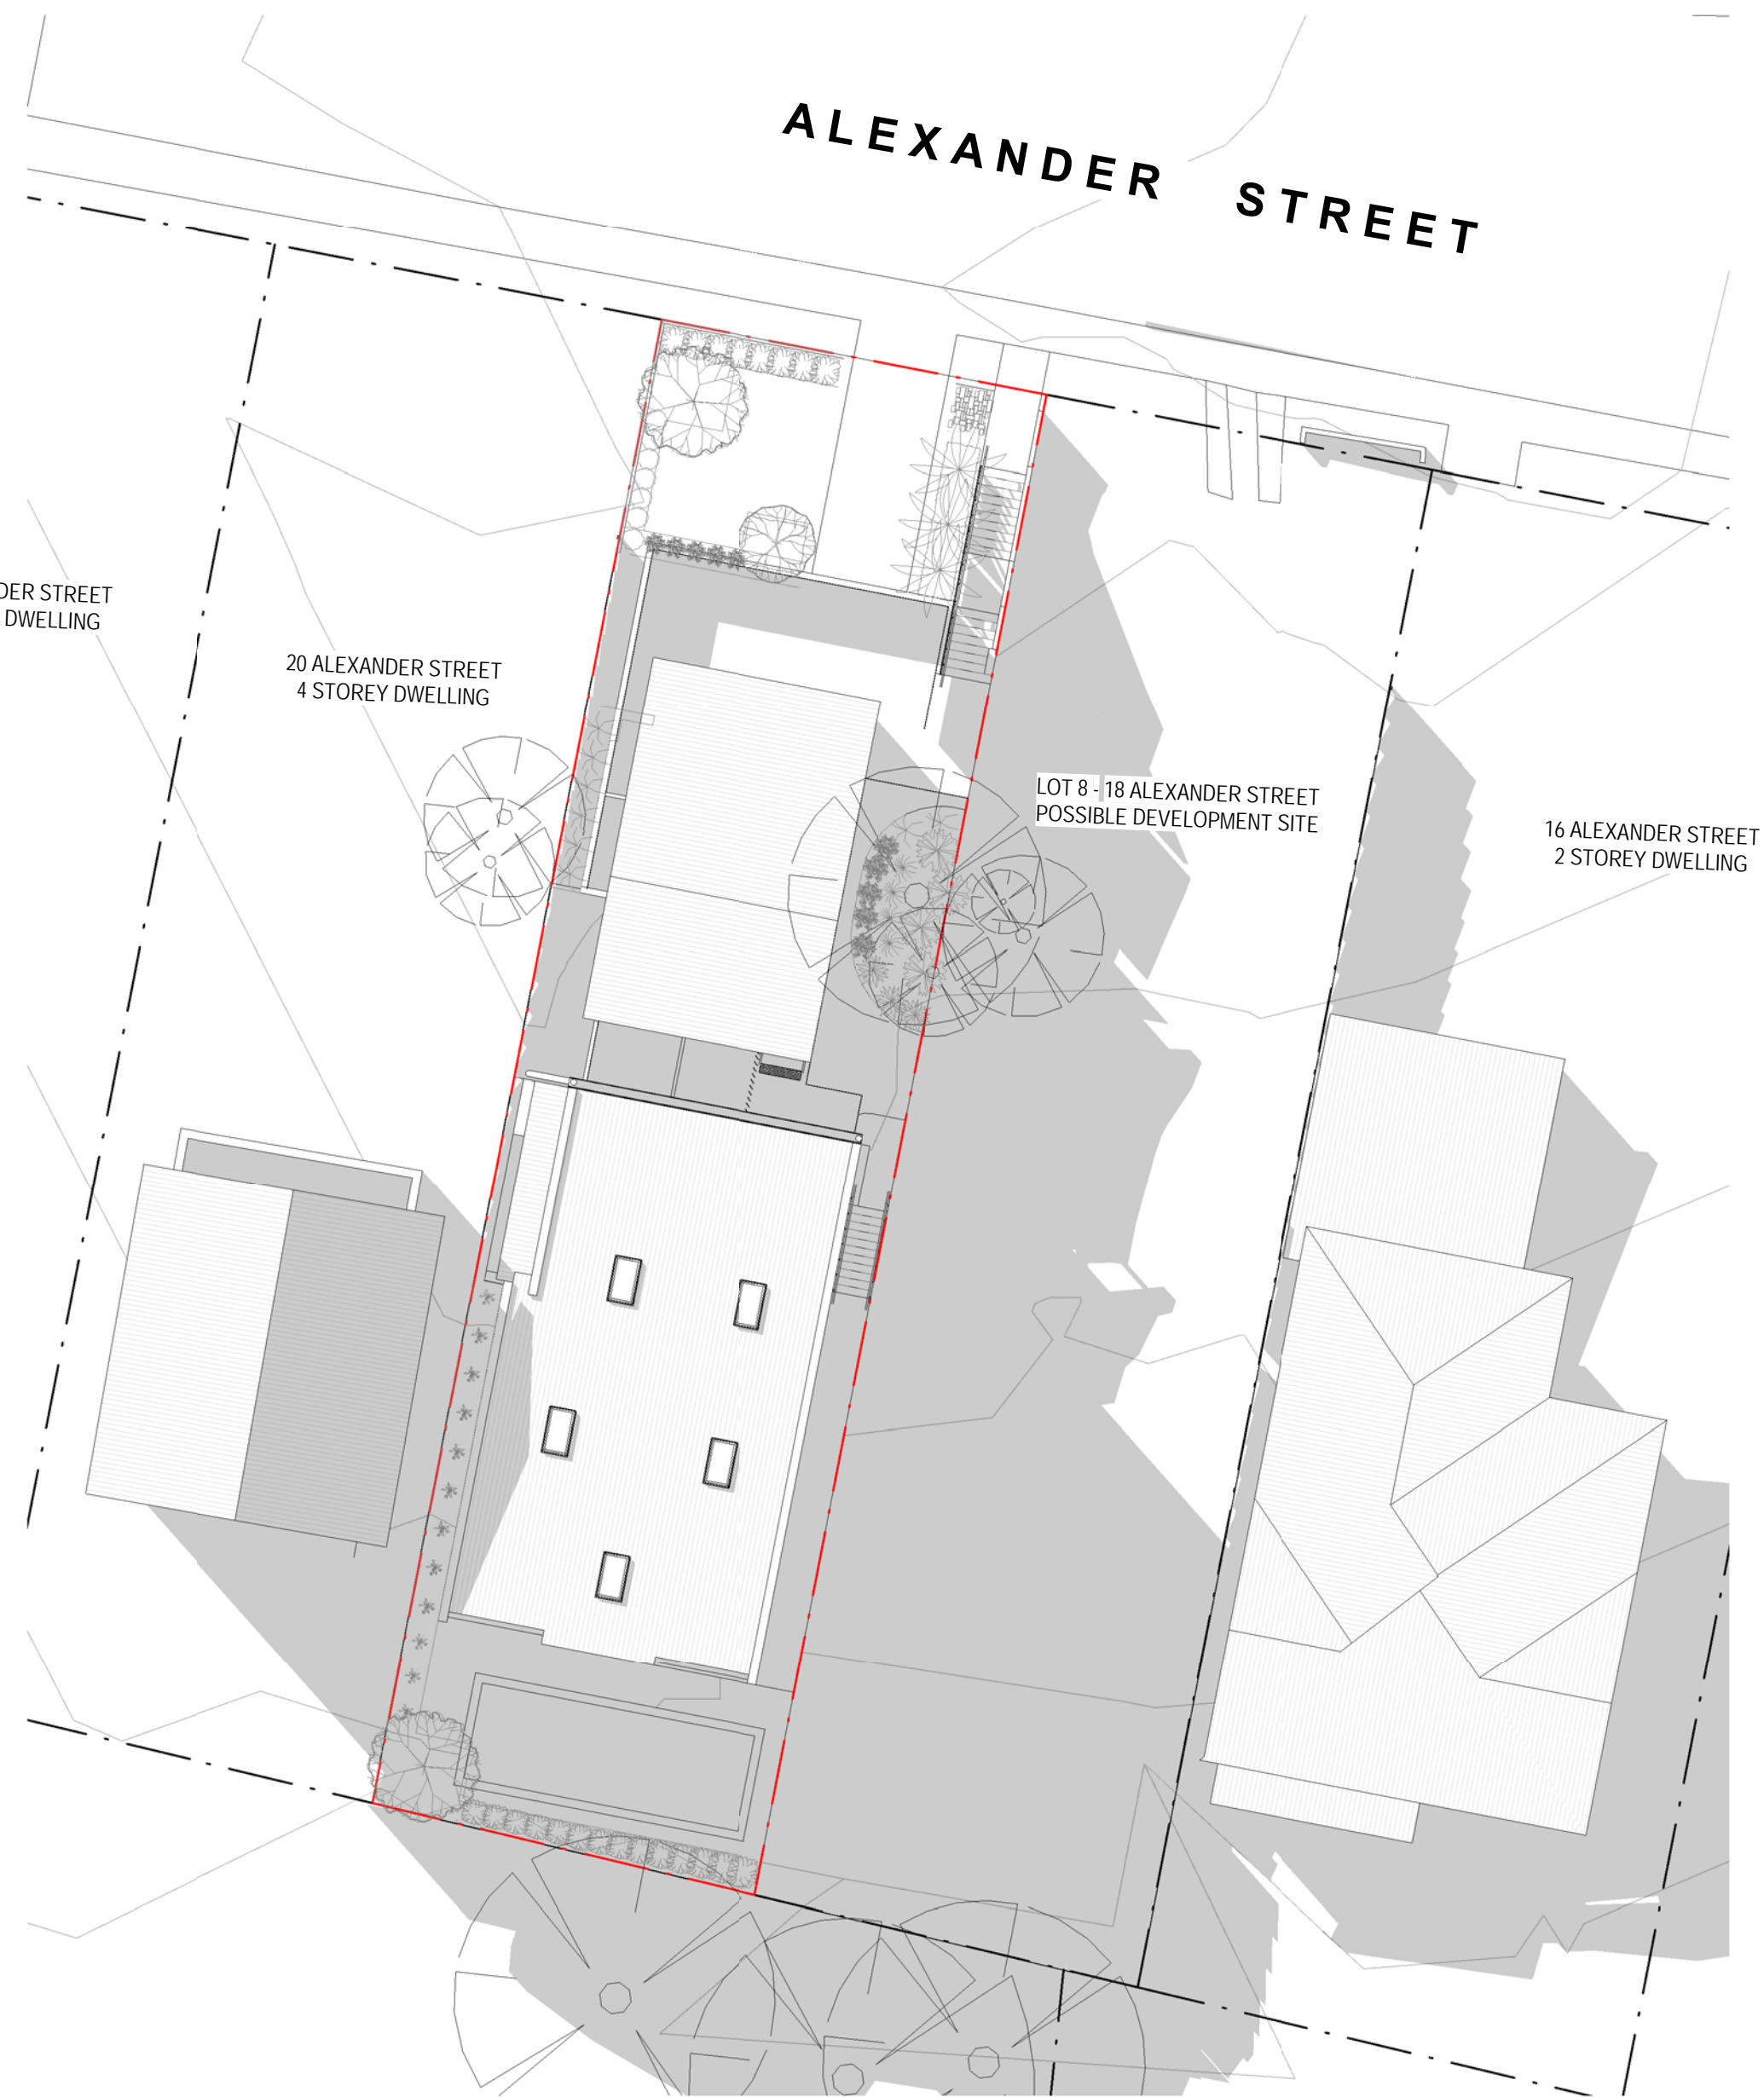 ALEXANDER STREET
DER STREET
DWELLING
20 ALEXANDER STREET
4 STOREY DWELLING
LOT 8 - 18 ALEXANDER STREET
POSSIBLE DEVELOPMENT SITE
16 ALEXANDER STREET
2 STOREY DWELLING